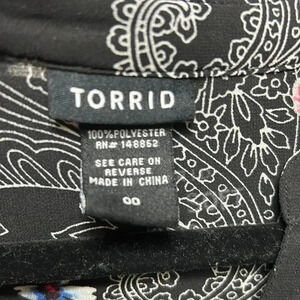 TORRID
100% POLYESTER
RN# 148852
SEE CARE ON
REVERSE
MADE IN CHINA
00